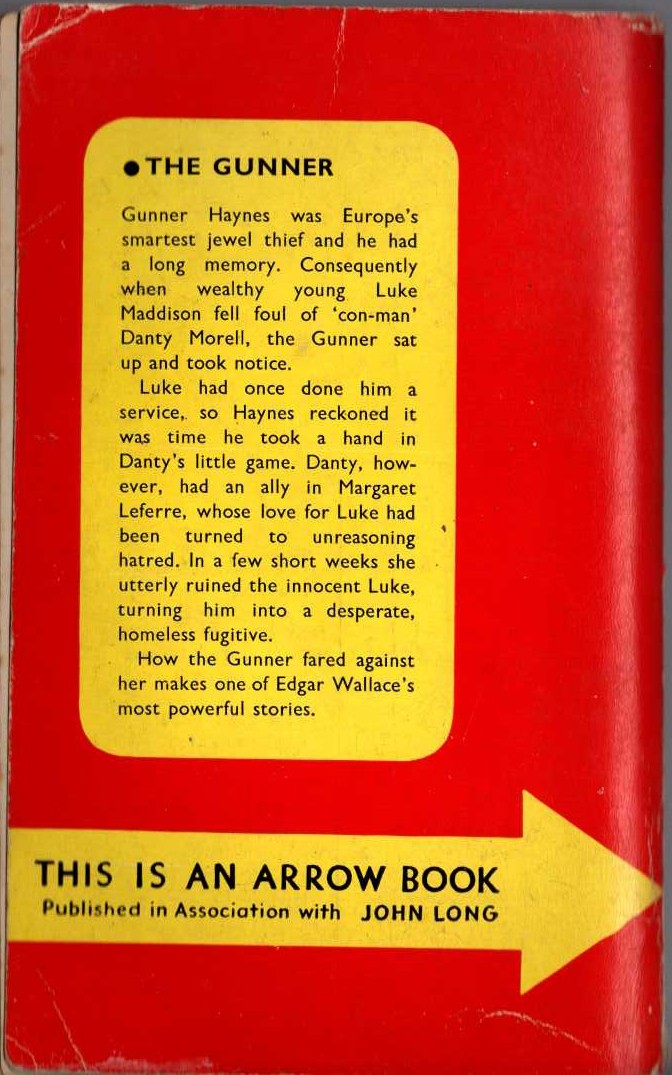 ●THE GUNNER
Gunner Haynes was Europe's
smartest jewel thief and he had
a long memory. Consequently
when wealthy young Luke
Maddison fell foul of 'con-man'
Danty Morell, the Gunner sat
up and took notice.
Luke had once done him a
service, so Haynes reckoned it
was time he took a hand in
Danty's little game. Danty, how-
ever, had an ally in Margaret
Leferre, whose love for Luke had
been turned to unreasoning
hatred. In a few short weeks she
utterly ruined the innocent Luke,
turning him into a desperate,
homeless fugitive.
How the Gunner fared against
her makes one of Edgar Wallace's
most powerful stories.
THIS IS AN ARROW BOOK
Published in Association with JOHN LONG